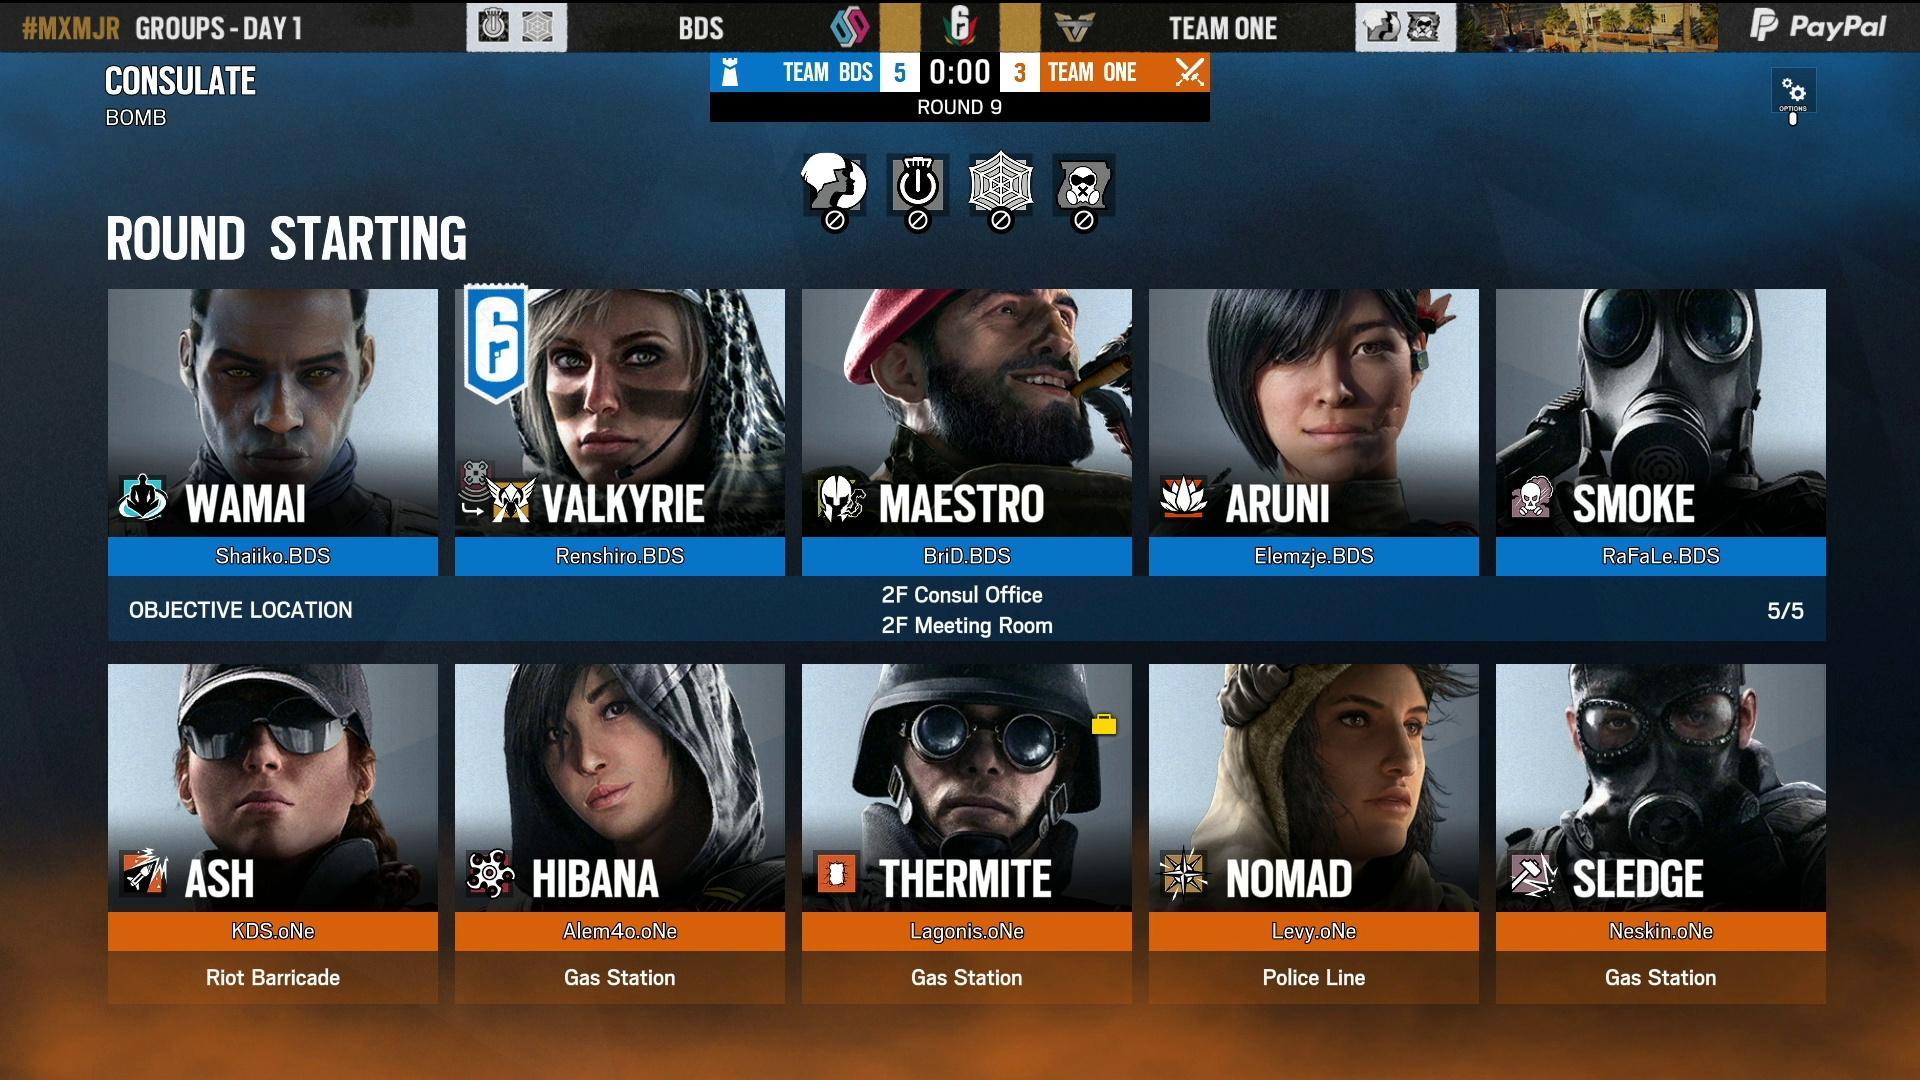 #MXMJR GROUPS - DAY 1
BDS
6
TEAM ONE
PayPal
CONSULATE
BOMB
TEAM BDS 5 0:00 3 TEAM ONE
ROUND 9
OPTIONS
ROUND STARTING
6
WAMAI
VALKYRIE
MAESTRO
ARUNI
SMOKE
Shaiiko.BDS
Renshiro.BDS
BriD.BDS
Elemzje.BDS
RaFaLe.BDS
OBJECTIVE LOCATION
2F Consul Office
2F Meeting Room
5/5
ASH
HIBANA
THERMITE
NOMAD
SLEDGE
KDS.oNe
Alem4o.oNe
Lagonis.oNe
Levy.oNe
Neskin.oNe
Riot Barricade
Gas Station
Gas Station
Police Line
Gas Station